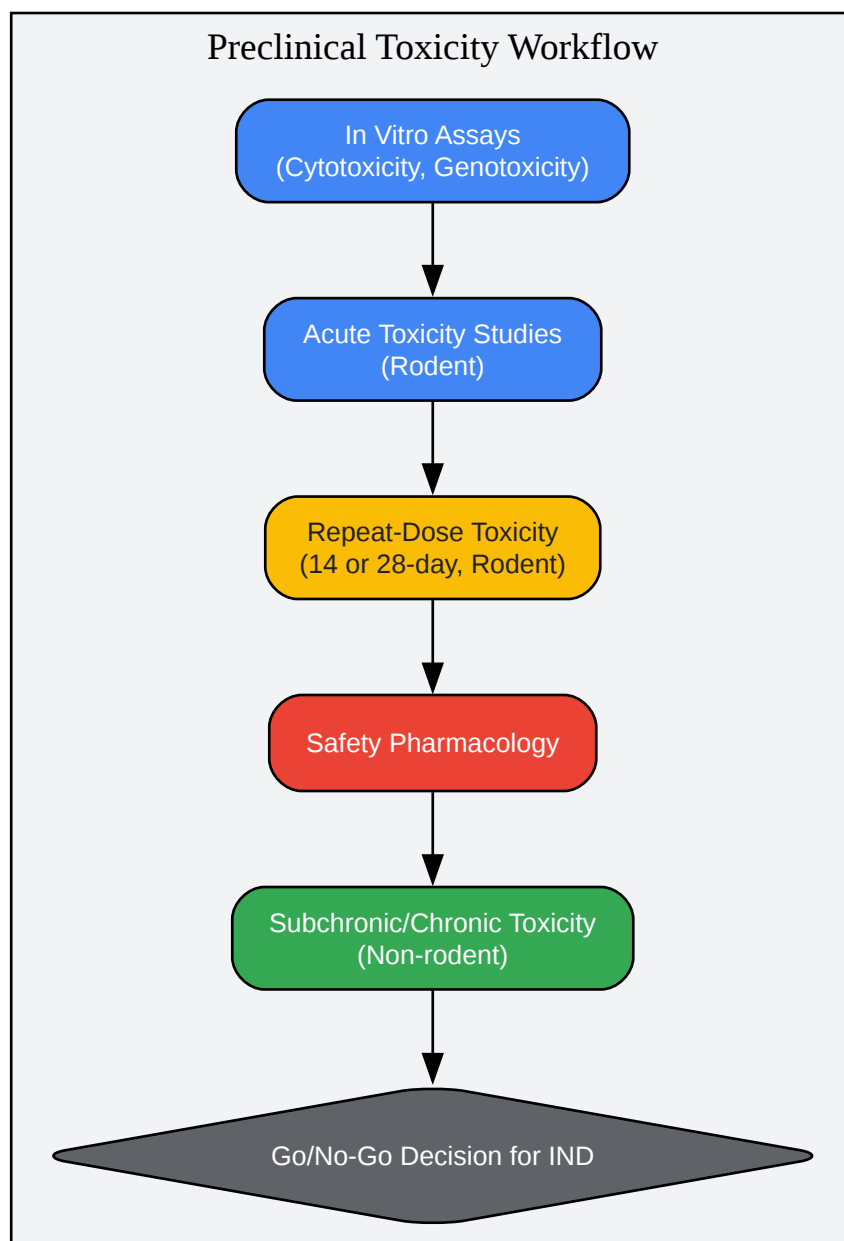 Preclinical Toxicity Workflow
In Vitro Assays
(Cytotoxicity, Genotoxicity)
Acute Toxicity Studies
(Rodent)
Repeat-Dose Toxicity
(14 or 28-day, Rodent)
Safety Pharmacology
Subchronic/Chronic Toxicity
(Non-rodent)
Go/No-Go Decision for IND